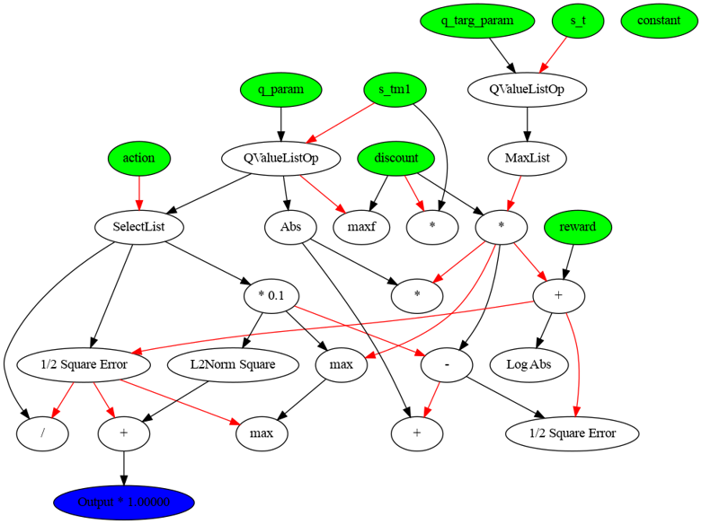 q_targ_param
s_t
constant
q_param
s_tm1
QValueListOp
action
QValueListOp
discount
MaxList
SelectList
Abs
maxf
*
*
reward
* 0.1
*
+
1/2 Square Error
L2Norm Square
max
-
Log Abs
/
+
max
+
1/2 Square Error
Output * 1.00000